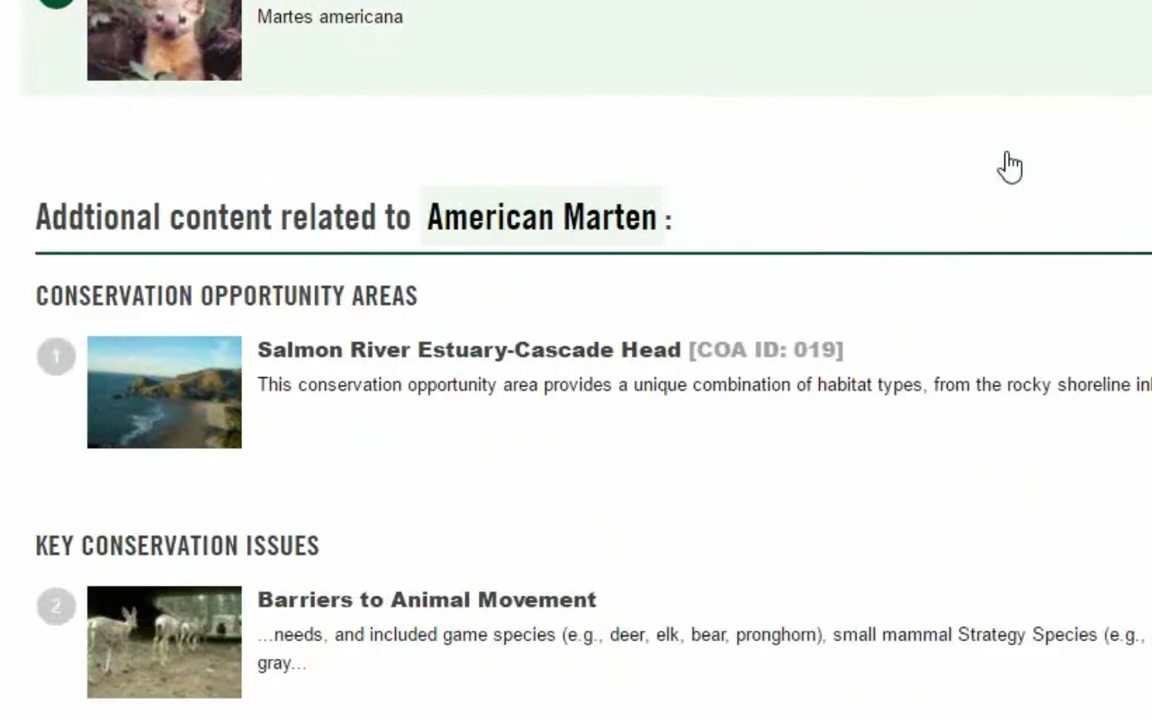 Martes americana
Addtional content related to American Marten :
CONSERVATION OPPORTUNITY AREAS
1
Salmon River Estuary-Cascade Head [COA ID: 019]
This conservation opportunity area provides a unique combination of habitat types, from the rocky shoreline
KEY CONSERVATION ISSUES
2
Barriers to Animal Movement
...needs, and included game species (e.g., deer, elk, bear, pronghorn), small mammal Strategy Species (e.g.,
gray...